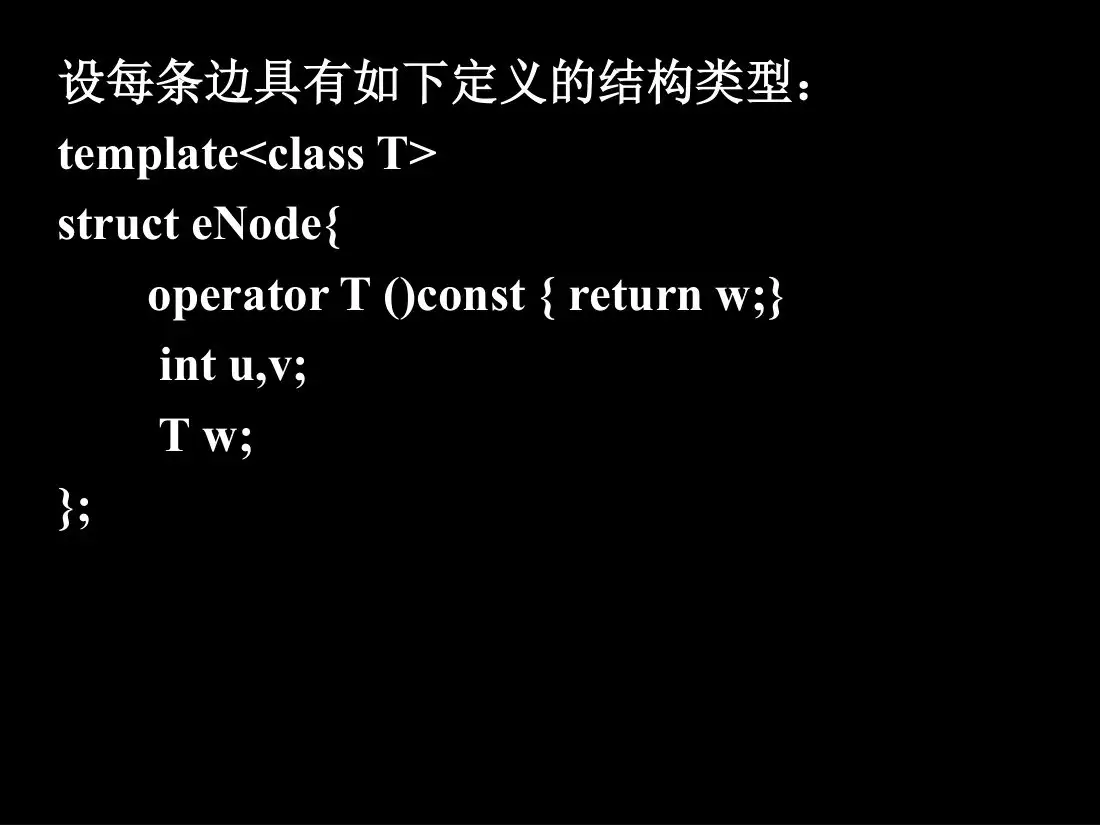 设每条边具有如下定义的结构类型：
template<class T>
struct eNode{
operator T ()const { return w;}
int u,v;
T w;
};